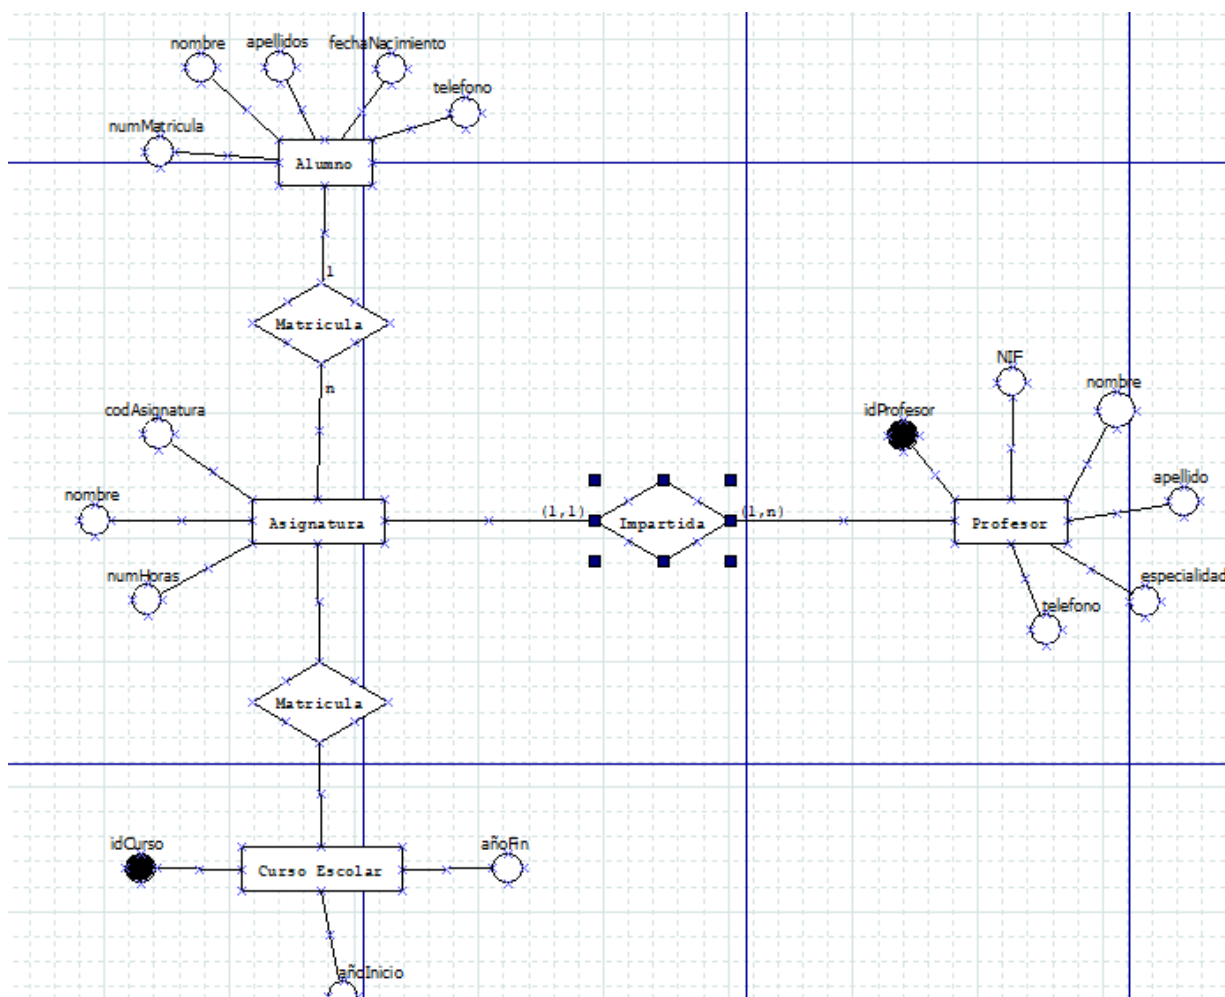 nombre
apellidos
fechaNacimiento
telefono
numMatricula
Alumno
1
Matricula
n
codAsignatura
nombre
numHoras
Asignatura
(1,1)
Impartida
(1,n)
NIF
nombre
idProfesor
apellido
Profesor
especialidad
telefono
Matricula
idCurso
añoFin
Curso Escolar
añoInicio